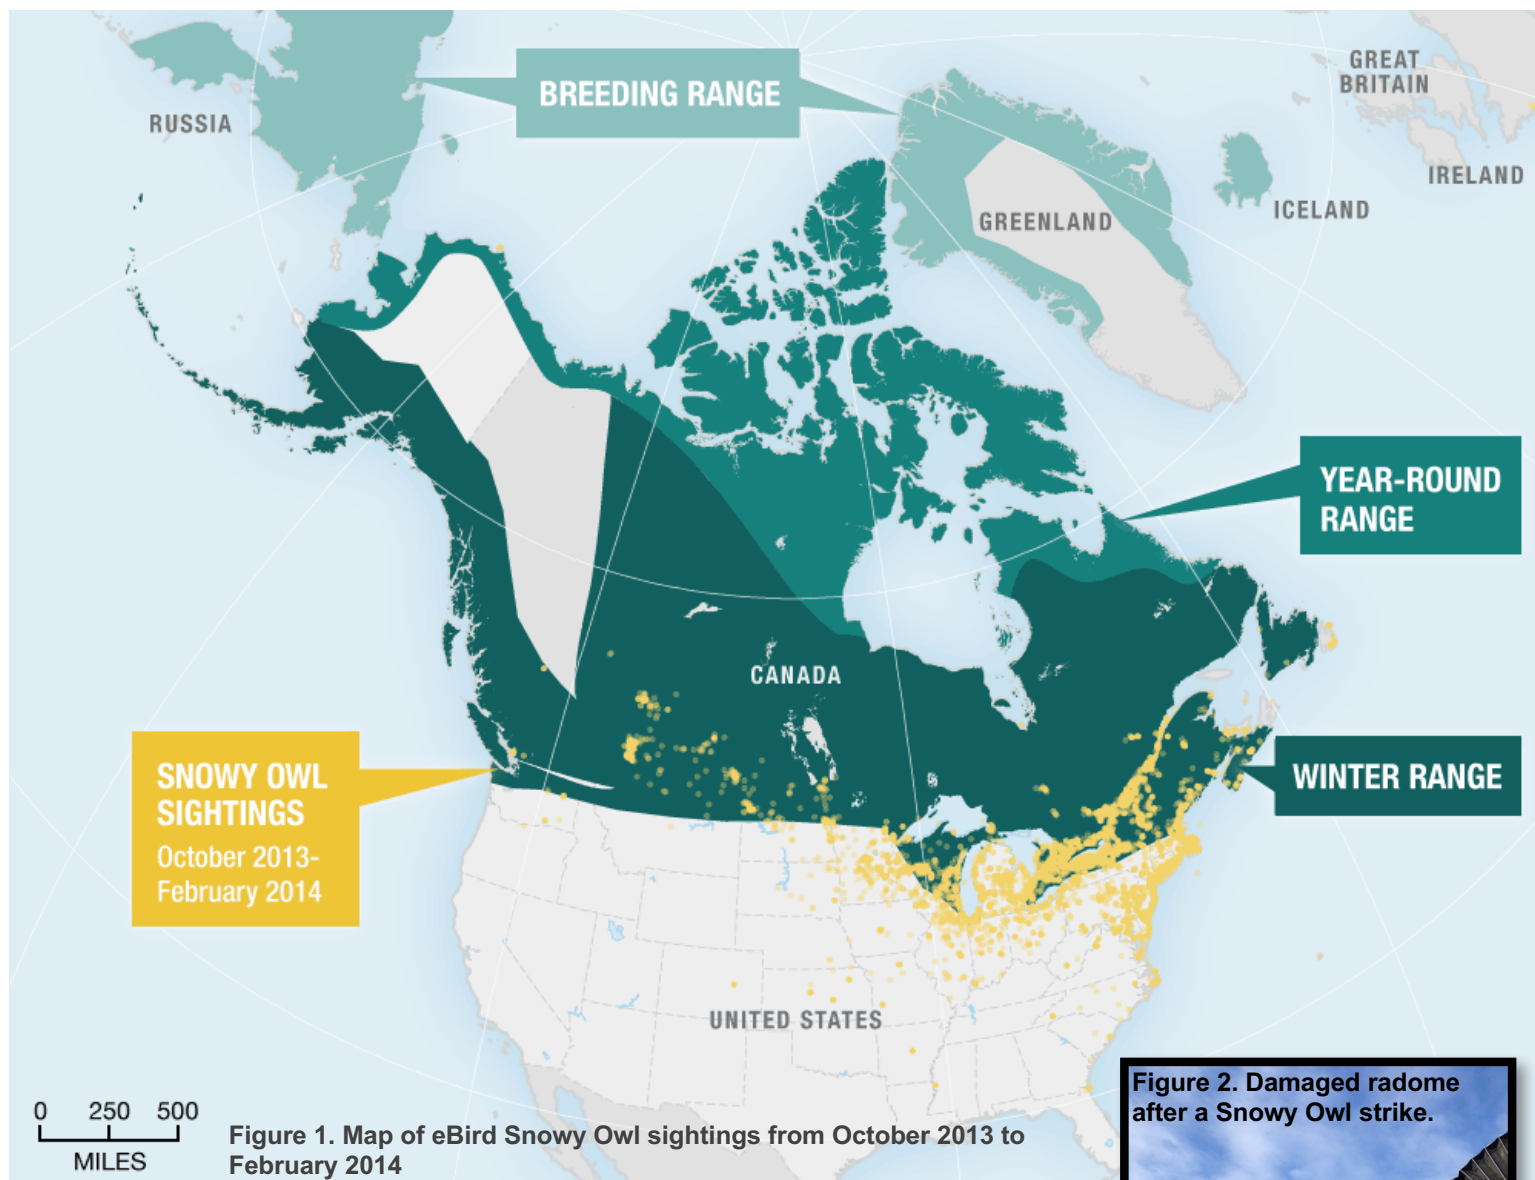 BREEDING RANGE
GREAT
BRITAIN
RUSSIA
IRELAND
ICELAND
GREENLAND
YEAR-ROUND
RANGE
CANADA
SNOWY OWL
SIGHTINGS
October 2013-
February 2014
WINTER RANGE
UNITED STATES
0 250 500
MILES
Figure 1. Map of eBird Snowy Owl sightings from October 2013 to
February 2014
Figure 2. Damaged radome
after a Snowy Owl strike.